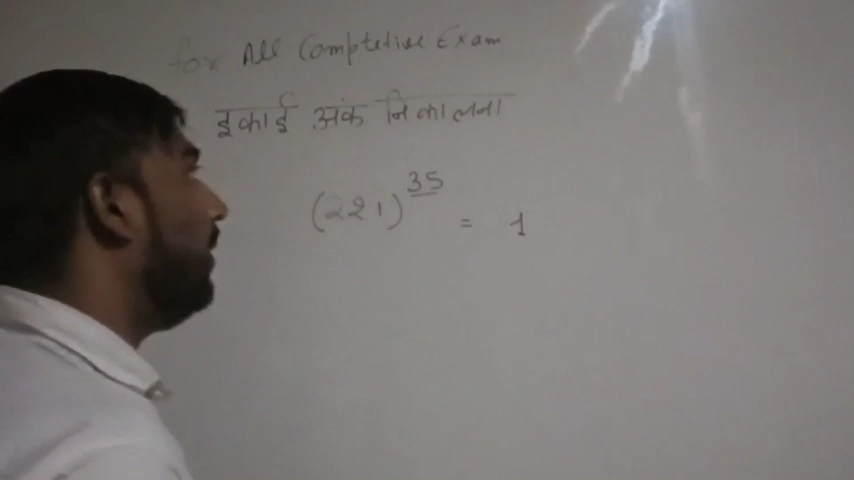 for All Comptetive Exam
इकाई अंक निकालना
(221)^35 = 1